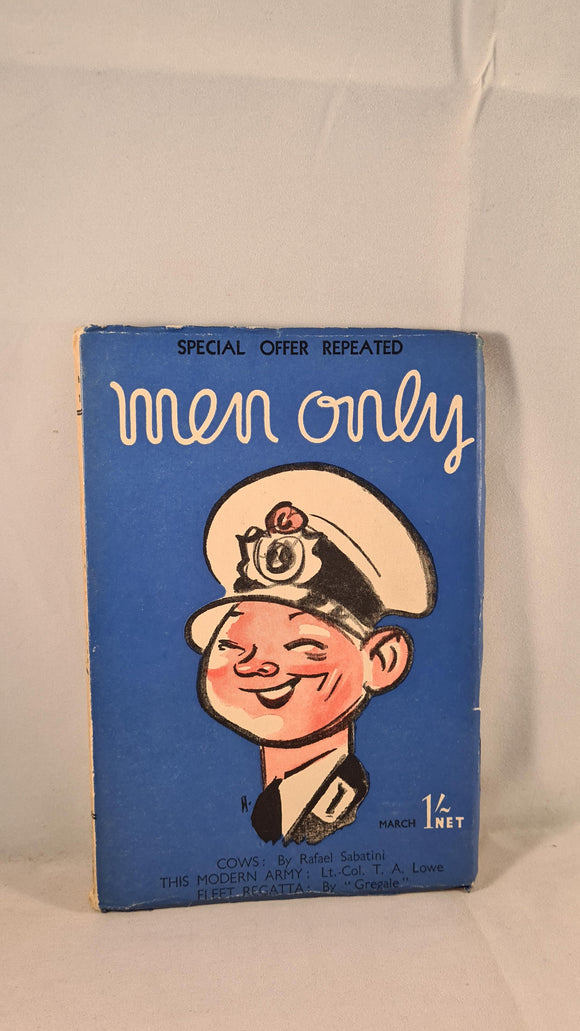 SPECIAL OFFER REPEATED
men only
H.
MARCH 1/- NET
COWS: By Rafael Sabatini
THIS MODERN ARMY: Lt.-Col. T. A. Lowe
FLEET REGATTA: By "Gregale"